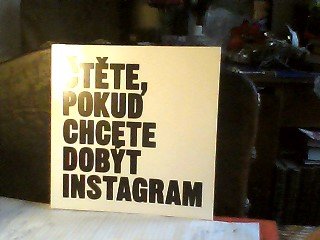 ČTĚTE,
POKUD
CHCETE
DOBÝT
INSTAGRAM